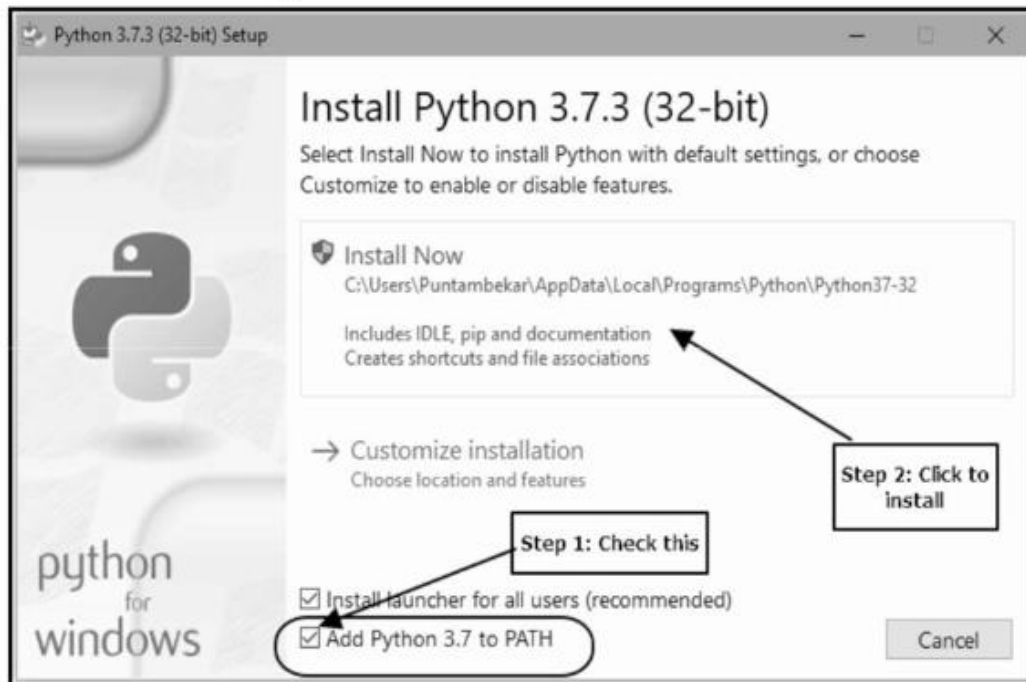 Python 3.7.3 (32-bit) Setup
Install Python 3.7.3 (32-bit)
Select Install Now to install Python with default settings, or choose
Customize to enable or disable features.
Install Now
C:\Users\Puntambekar\AppData\Local\Programs\Python\Python37-32
Includes IDLE, pip and documentation
Creates shortcuts and file associations
Customize installation
Choose location and features
Step 2: Click to
install
Step 1: Check this
Install launcher for all users (recommended)
Add Python 3.7 to PATH
python
for
windows
Cancel